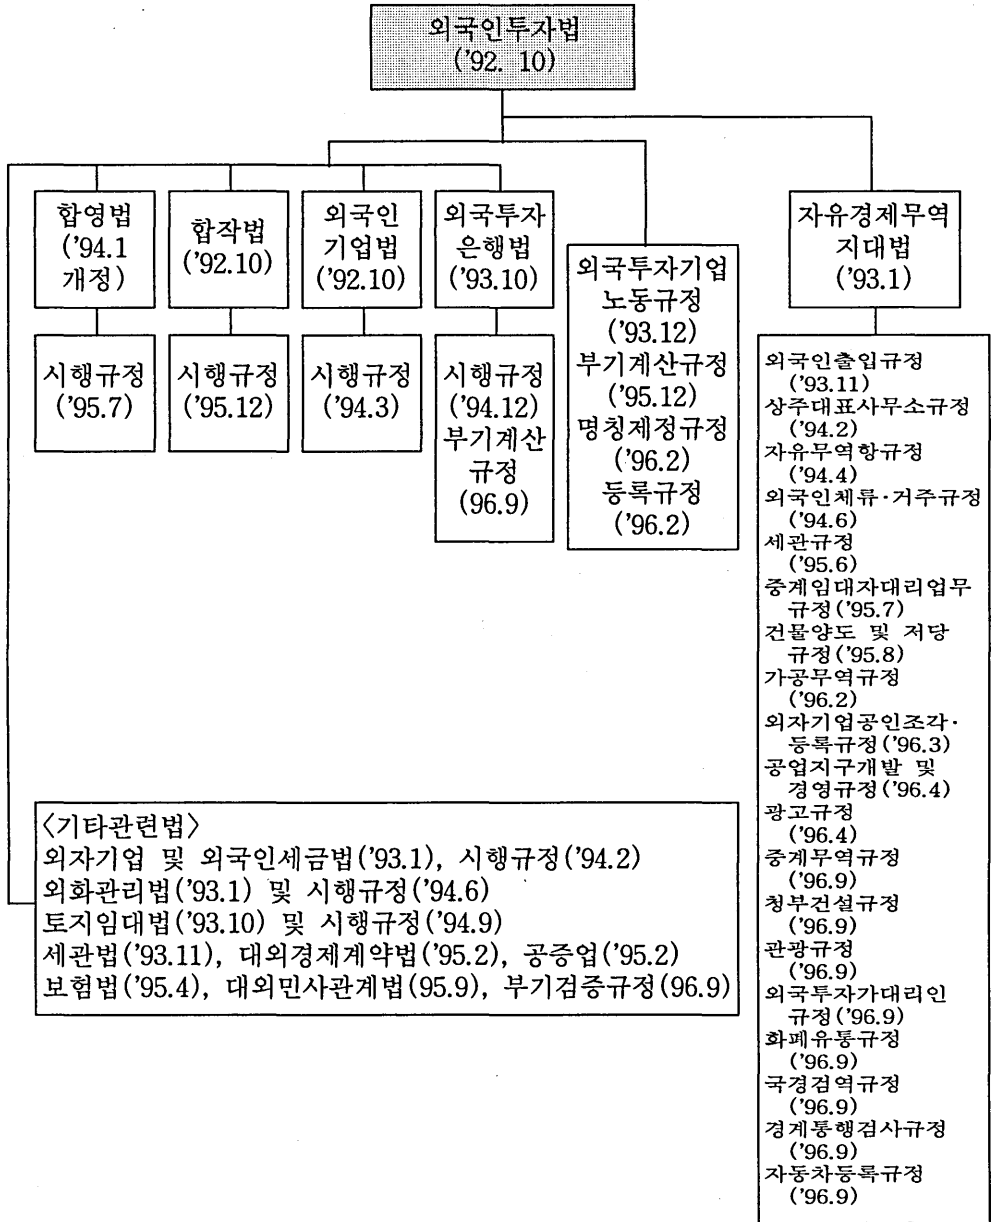 외국인투자법
('92. 10)
합영법
('94.1
개정)
합작법
('92.10)
외국인
기업법
('92.10)
외국투자
은행법
('93.10)
외국투자기업
노동규정
('93.12)
부기계산규정
('95.12)
명칭제정규정
('96.2)
등록규정
('96.2)
자유경제무역
지대법
('93.1)
시행규정
('95.7)
시행규정
('95.12)
시행규정
('94.3)
시행규정
('94.12)
부기계산
규정
(96.9)
외국인출입규정
('93.11)
상주대표사무소규정
('94.2)
자유무역항규정
('94.4)
외국인체류·거주규정
('94.6)
세관규정
('95.6)
중계임대자대리업무
규정('95.7)
건물양도 및 저당
규정('95.8)
가공무역규정
('96.2)
외자기업공인조각·
등록규정('96.3)
공업지구개발 및
경영규정('96.4)
광고규정
('96.4)
중계무역규정
('96.9)
청부건설규정
('96.9)
관광규정
('96.9)
외국투자가대리인
규정('96.9)
화폐유통규정
('96.9)
국경검역규정
('96.9)
경계통행검사규정
('96.9)
자동차등록규정
('96.9)
〈기타관련법〉
외자기업 및 외국인세금법('93.1), 시행규정('94.2)
외화관리법('93.1) 및 시행규정('94.6)
토지임대법('93.10) 및 시행규정('94.9)
세관법('93.11), 대외경제계약법('95.2), 공증업('95.2)
보험법('95.4), 대외민사관계법(95.9), 부기검증규정(96.9)